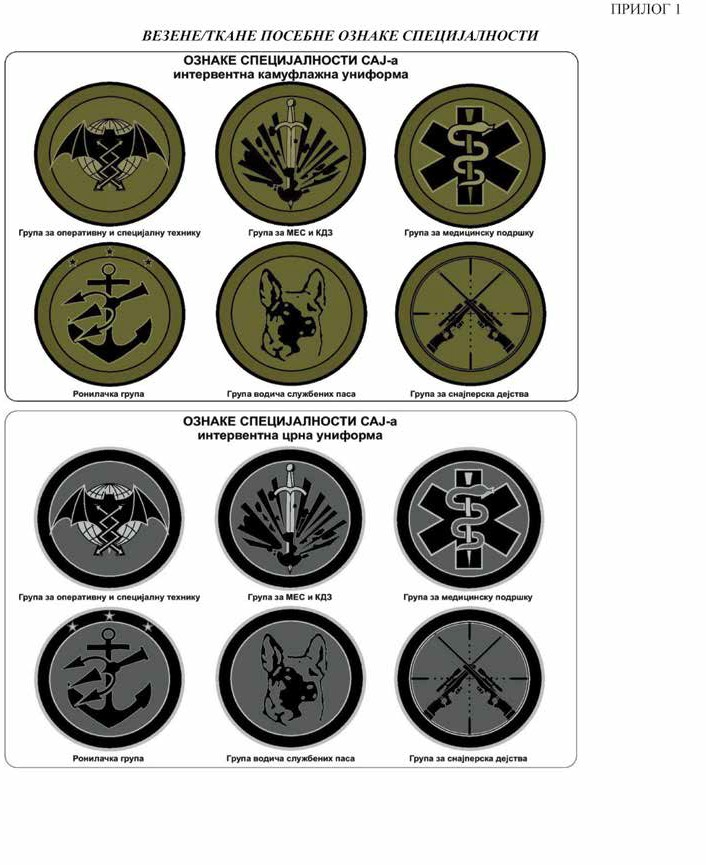 ПРИЛОГ 1
ВЕЗЕНЕ/ТКАНЕ ПОСЕБНЕ ОЗНАКЕ СПЕЦИЈАЛНОСТИ
ОЗНАКЕ СПЕЦИЈАЛНОСТИ САЈ-а
интервентна камуфлажна униформа
Група за оперативну и специјалну технику
Група за МЕС и КДЗ
Група за медицинску подршку
Ронилачка група
Група водича службених паса
Група за снајперска дејства
ОЗНАКЕ СПЕЦИЈАЛНОСТИ САЈ-а
интервентна црна униформа
Група за оперативну и специјалну технику
Група за МЕС и КДЗ
Група за медицинску подршку
Ронилачка група
Група водича службених паса
Група за снајперска дејства